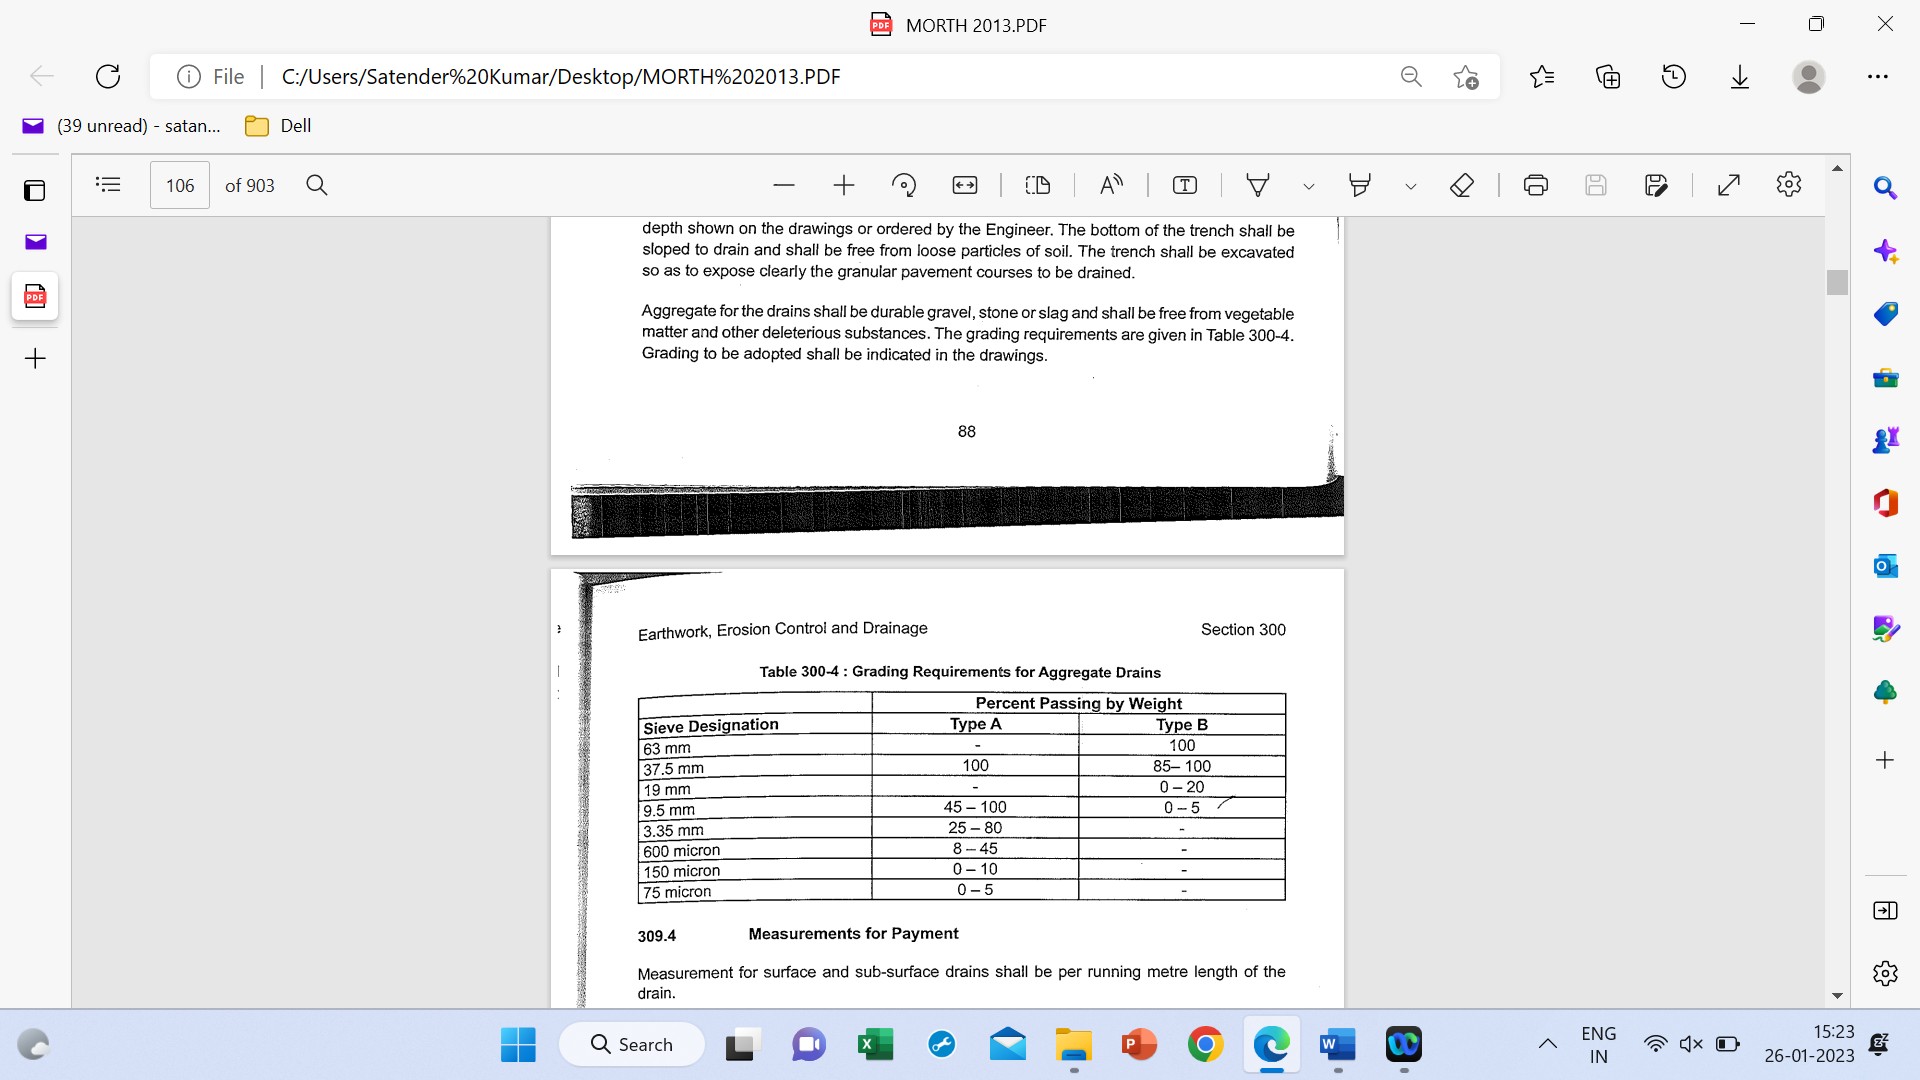 MORTH 2013.PDF
File
C:/Users/Satender%20Kumar/Desktop/MORTH%202013.PDF
(39 unread) - satan...
Dell
106 of 903
depth shown on the drawings or ordered by the Engineer. The bottom of the trench shall be
sloped to drain and shall be free from loose particles of soil. The trench shall be excavated
so as to expose clearly the granular pavement courses to be drained.
Aggregate for the drains shall be durable gravel, stone or slag and shall be free from vegetable
matter and other deleterious substances. The grading requirements are given in Table 300-4.
Grading to be adopted shall be indicated in the drawings.
88
Earthwork, Erosion Control and Drainage Section 300
Table 300-4 : Grading Requirements for Aggregate Drains
Percent Passing by Weight
Sieve Designation Type A Type B
63 mm - 100
37.5 mm 100 85– 100
19 mm - 0 – 20
9.5 mm 45 – 100 0 – 5
3.35 mm 25 – 80 -
600 micron 8 – 45 -
150 micron 0 – 10 -
75 micron 0 – 5 -
309.4 Measurements for Payment
Measurement for surface and sub-surface drains shall be per running metre length of the
drain.
Search
ENG
IN
15:23
26-01-2023